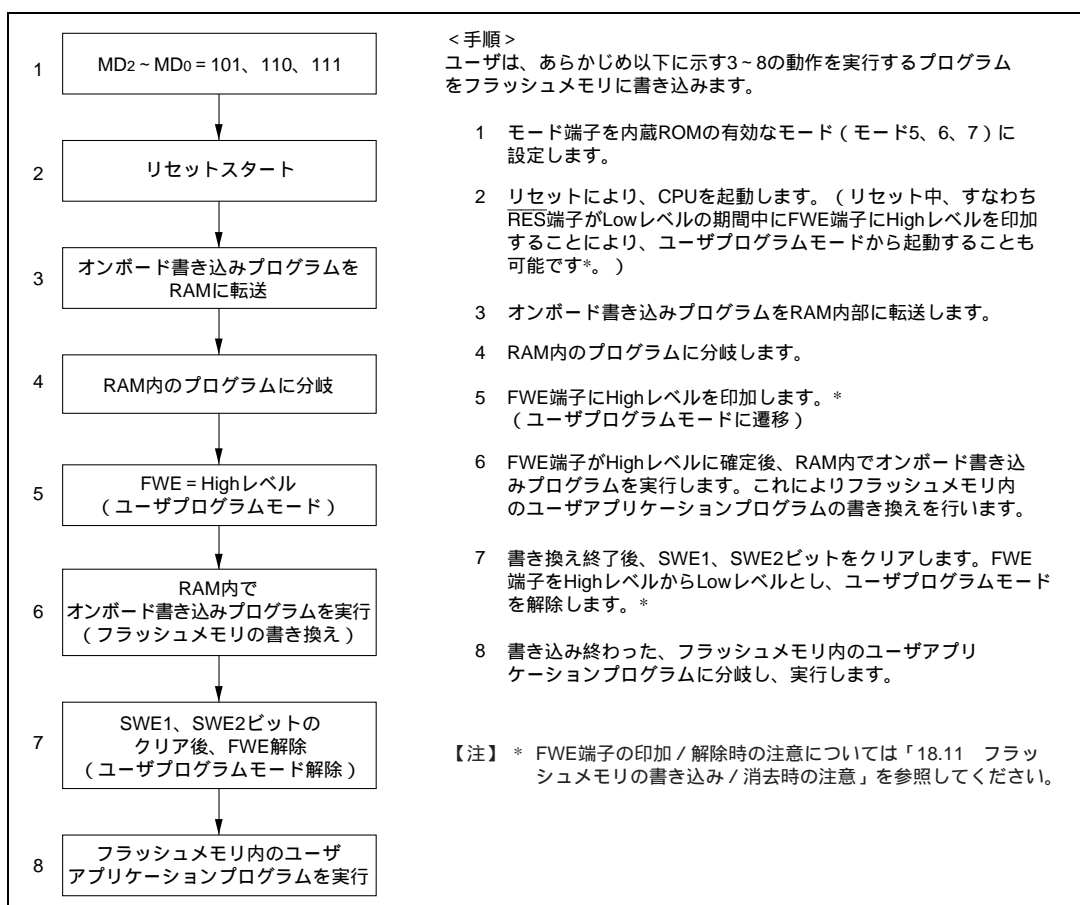 1
MD2 ~ MD0 = 101、110、111
2
リセットスタート
3
オンボード書き込みプログラムを
RAMに転送
4
RAM内のプログラムに分岐
5
FWE = Highレベル
(ユーザプログラムモード)
6
RAM内で
オンボード書き込みプログラムを実行
(フラッシュメモリの書き換え)
7
SWE1、SWE2ビットの
クリア後、FWE解除
(ユーザプログラムモード解除)
8
フラッシュメモリ内のユーザ
アプリケーションプログラムを実行
<手順>
ユーザは、あらかじめ以下に示す3~8の動作を実行するプログラム
をフラッシュメモリに書き込みます。
1 モード端子を内蔵ROMの有効なモード(モード5、6、7)に
設定します。
2 リセットにより、CPUを起動します。(リセット中、すなわち
RES端子がLowレベルの期間中にFWE端子にHighレベルを印加
することにより、ユーザプログラムモードから起動することも
可能です*。)
3 オンボード書き込みプログラムをRAM内部に転送します。
4 RAM内のプログラムに分岐します。
5 FWE端子にHighレベルを印加します。*
(ユーザプログラムモードに遷移)
6 FWE端子がHighレベルに確定後、RAM内でオンボード書き込
みプログラムを実行します。これによりフラッシュメモリ内
のユーザアプリケーションプログラムの書き換えを行います。
7 書き換え終了後、SWE1、SWE2ビットをクリアします。FWE
端子をHighレベルからLowレベルとし、ユーザプログラムモード
を解除します。*
8 書き込み終わった、フラッシュメモリ内のユーザアプリ
ケーションプログラムに分岐し、実行します。
【注】 * FWE端子の印加/解除時の注意については「18.11 フラッ
シュメモリの書き込み/消去時の注意」を参照してください。